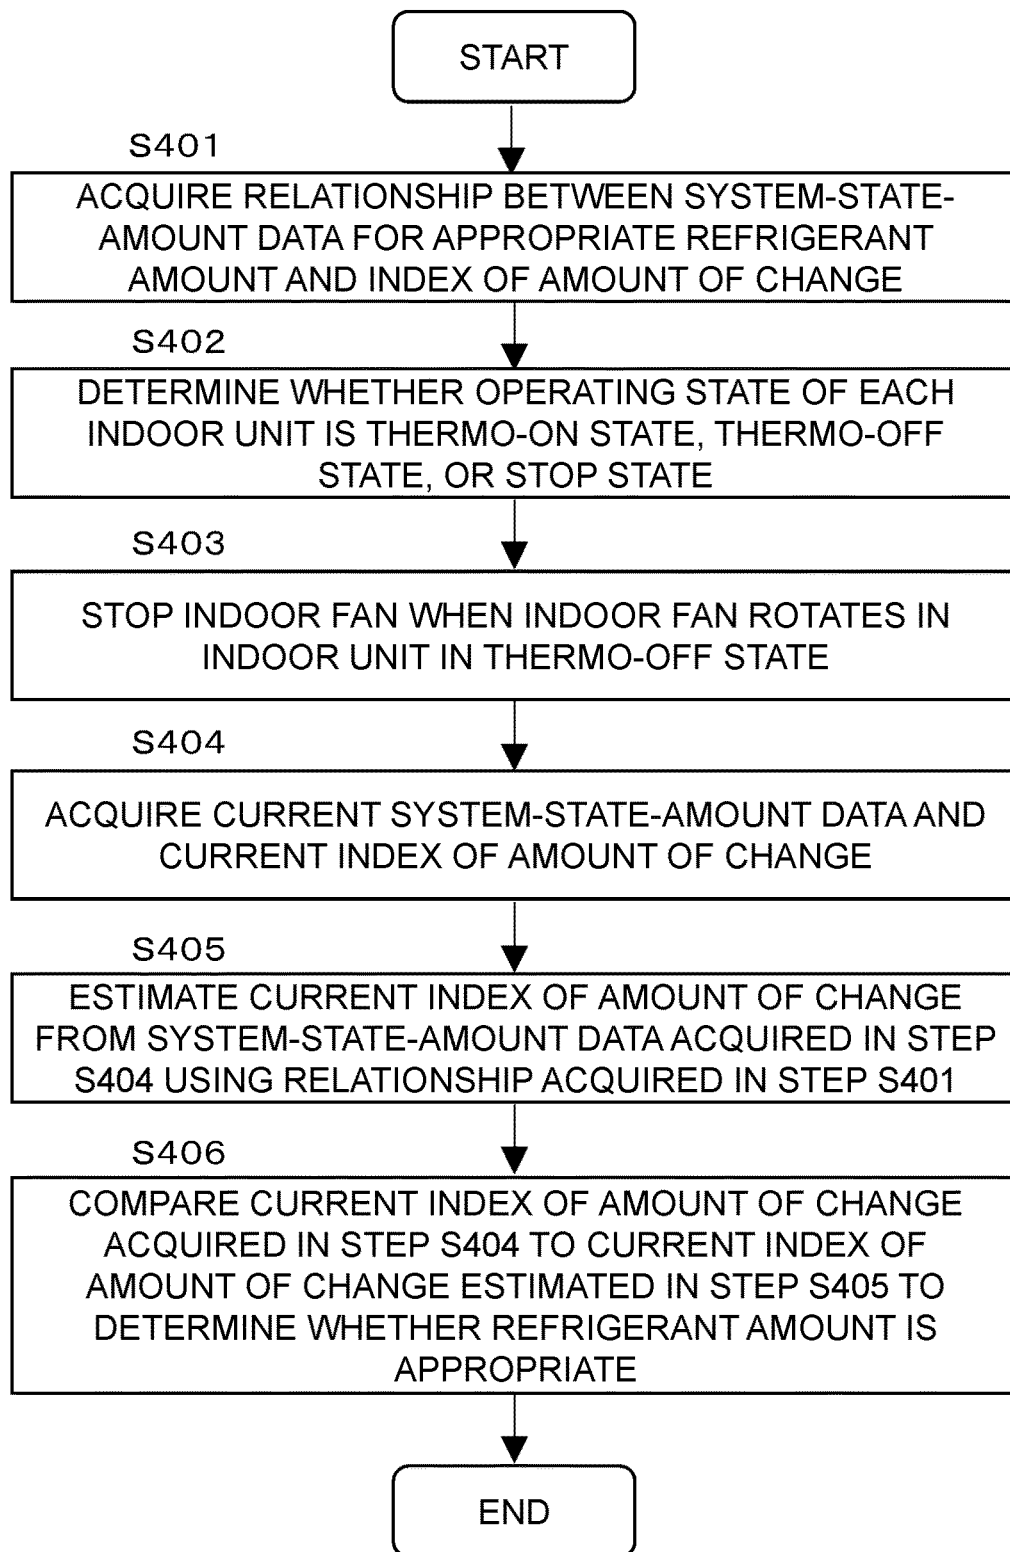 START
S401
ACQUIRE RELATIONSHIP BETWEEN SYSTEM-STATE-
AMOUNT DATA FOR APPROPRIATE REFRIGERANT
AMOUNT AND INDEX OF AMOUNT OF CHANGE
S402
DETERMINE WHETHER OPERATING STATE OF EACH
INDOOR UNIT IS THERMO-ON STATE, THERMO-OFF
STATE, OR STOP STATE
S403
STOP INDOOR FAN WHEN INDOOR FAN ROTATES IN
INDOOR UNIT IN THERMO-OFF STATE
S404
ACQUIRE CURRENT SYSTEM-STATE-AMOUNT DATA AND
CURRENT INDEX OF AMOUNT OF CHANGE
S405
ESTIMATE CURRENT INDEX OF AMOUNT OF CHANGE
FROM SYSTEM-STATE-AMOUNT DATA ACQUIRED IN STEP
S404 USING RELATIONSHIP ACQUIRED IN STEP S401
S406
COMPARE CURRENT INDEX OF AMOUNT OF CHANGE
ACQUIRED IN STEP S404 TO CURRENT INDEX OF
AMOUNT OF CHANGE ESTIMATED IN STEP S405 TO
DETERMINE WHETHER REFRIGERANT AMOUNT IS
APPROPRIATE
END